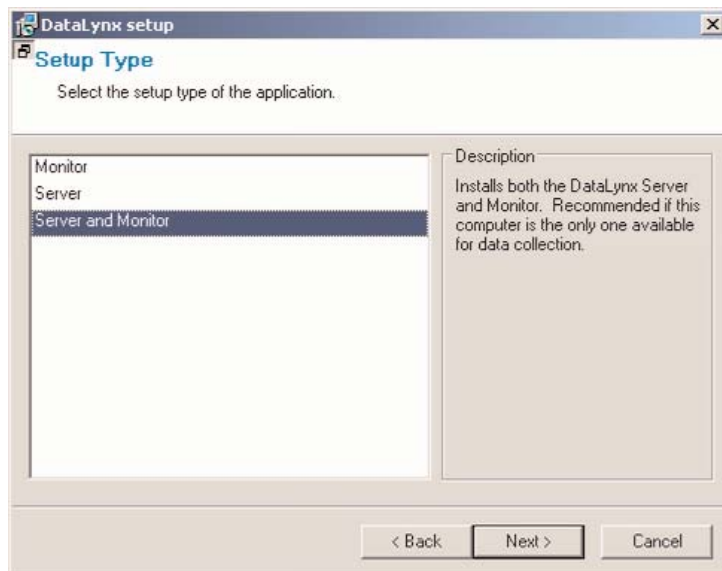 DataLynx setup
Setup Type
Select the setup type of the application.
Monitor
Server
Server and Monitor
Description
Installs both the DataLynx Server
and Monitor. Recommended if this
computer is the only one available
for data collection.
< Back
Next >
Cancel